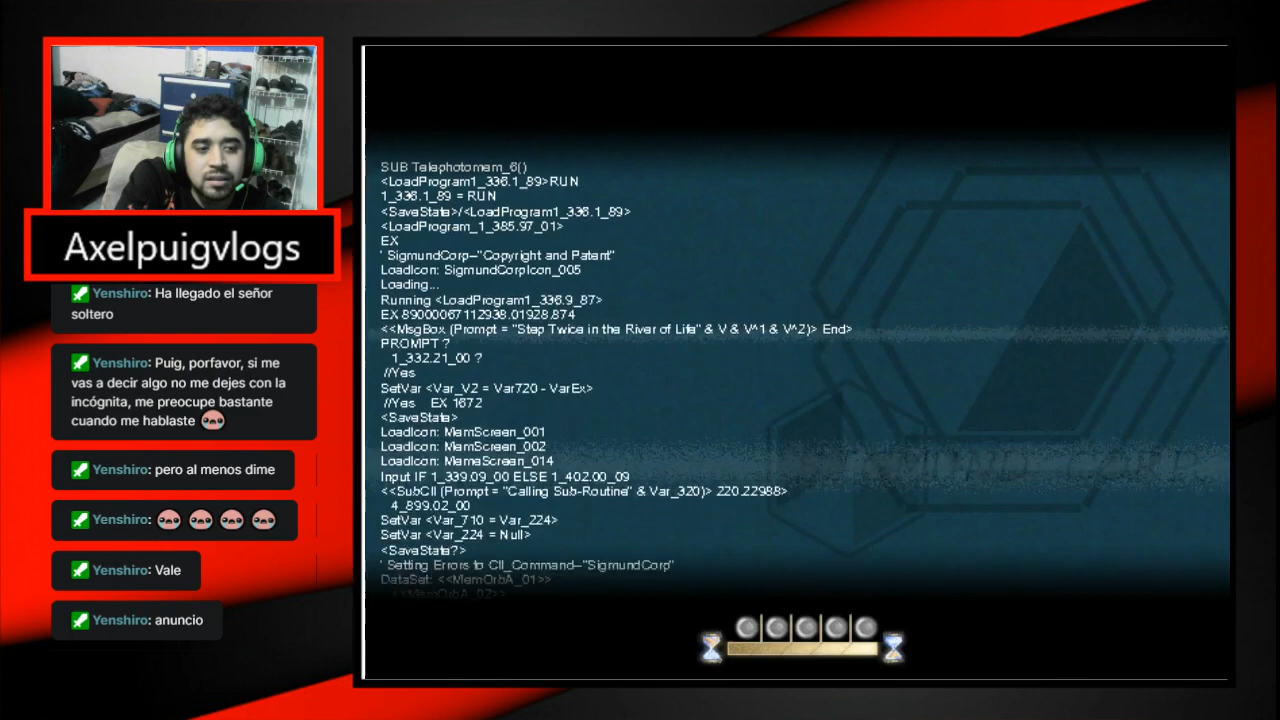 Axelpuigvlogs
Yenshiro: Ha llegado el señor
soltero
Yenshiro: Puig, porfavor, si me
vas a decir algo no me dejes con la
incógnita, me preocupe bastante
cuando me hablaste
Yenshiro: pero al menos dime
Yenshiro:
Yenshiro: Vale
Yenshiro: anuncio
SUB Telephotomem_6()
<LoadProgram1_336.1_89>RUN
1_336.1_89 = RUN
<SaveState>/<LoadProgram1_336.1_89>
<LoadProgram_1_385.97_01>
EX
' SigmundCorp-"Copyright and Patent"
LoadIcon: SigmundCorpIcon_005
Loading...
Running <LoadProgram1_336.9_87>
EX 89000067112938.01928.874
<<MsgBox (Prompt = "Step Twice in the River of Life" & V & V^1 & V^2)> End>
PROMPT ?
1_332.21_00 ?
//Yes
SetVar <Var_V2 = Var720 - VarEx>
//Yes EX 1672
<SaveState>
LoadIcon: MemScreen_001
LoadIcon: MemScreen_002
LoadIcon: MemeScreen_014
Input IF 1_339.09_00 ELSE 1_402.00_09
<<SubCll (Prompt = "Calling Sub-Routine" & Var_320)> 220.22988>
4_899.02_00
SetVar <Var_710 = Var_224>
SetVar <Var_224 = Null>
<SaveState?>
' Setting Errors to Cll_Command-"SigmundCorp"
DataSet: <<MemOrbA_01>>
<<MemOrbA_02>>